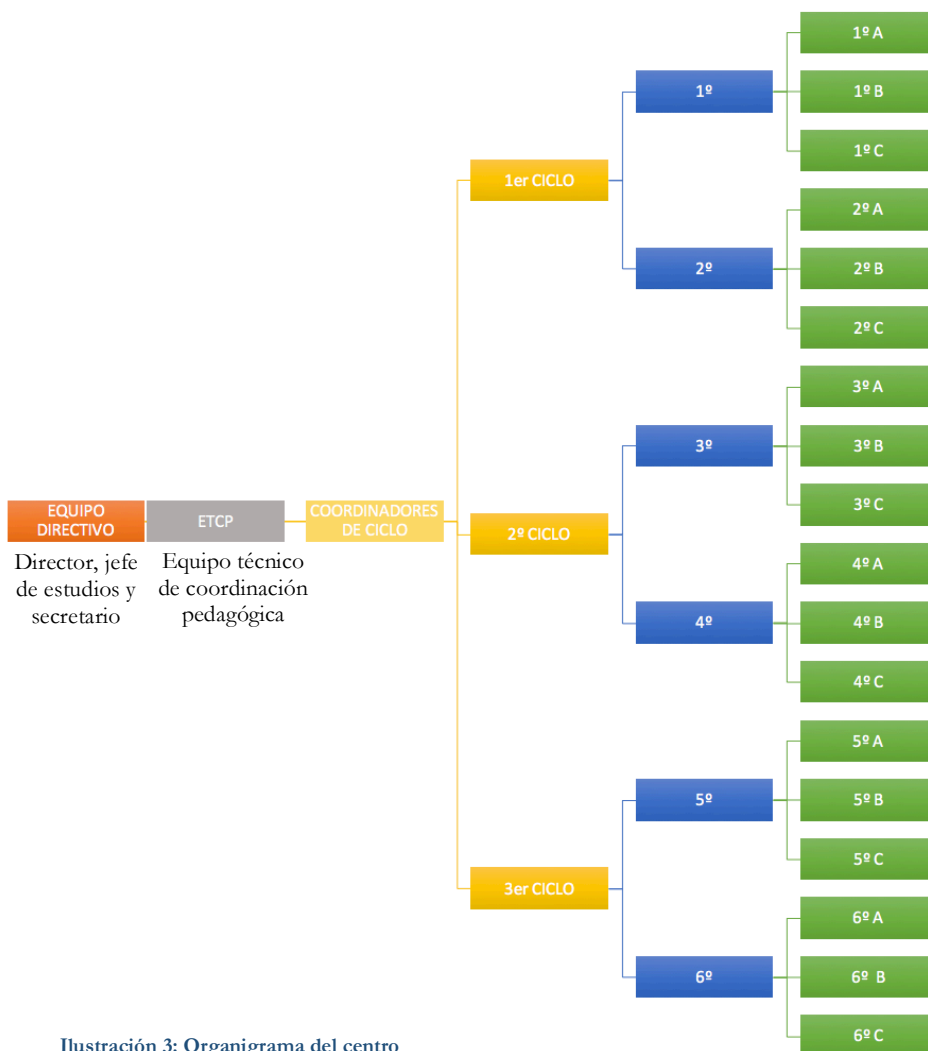 EQUIPO
DIRECTIVO
Director, jefe
de estudios y
secretario
ETCP
Equipo técnico
de coordinación
pedagógica
COORDINADORES
DE CICLO
1er CICLO
1º
1º A
1º B
1º C
2º
2º A
2º B
2º C
2º CICLO
3º
3º A
3º B
3º C
4º
4º A
4º B
4º C
3er CICLO
5º
5º A
5º B
5º C
6º
6º A
6º B
6º C
Ilustración 3: Organigrama del centro